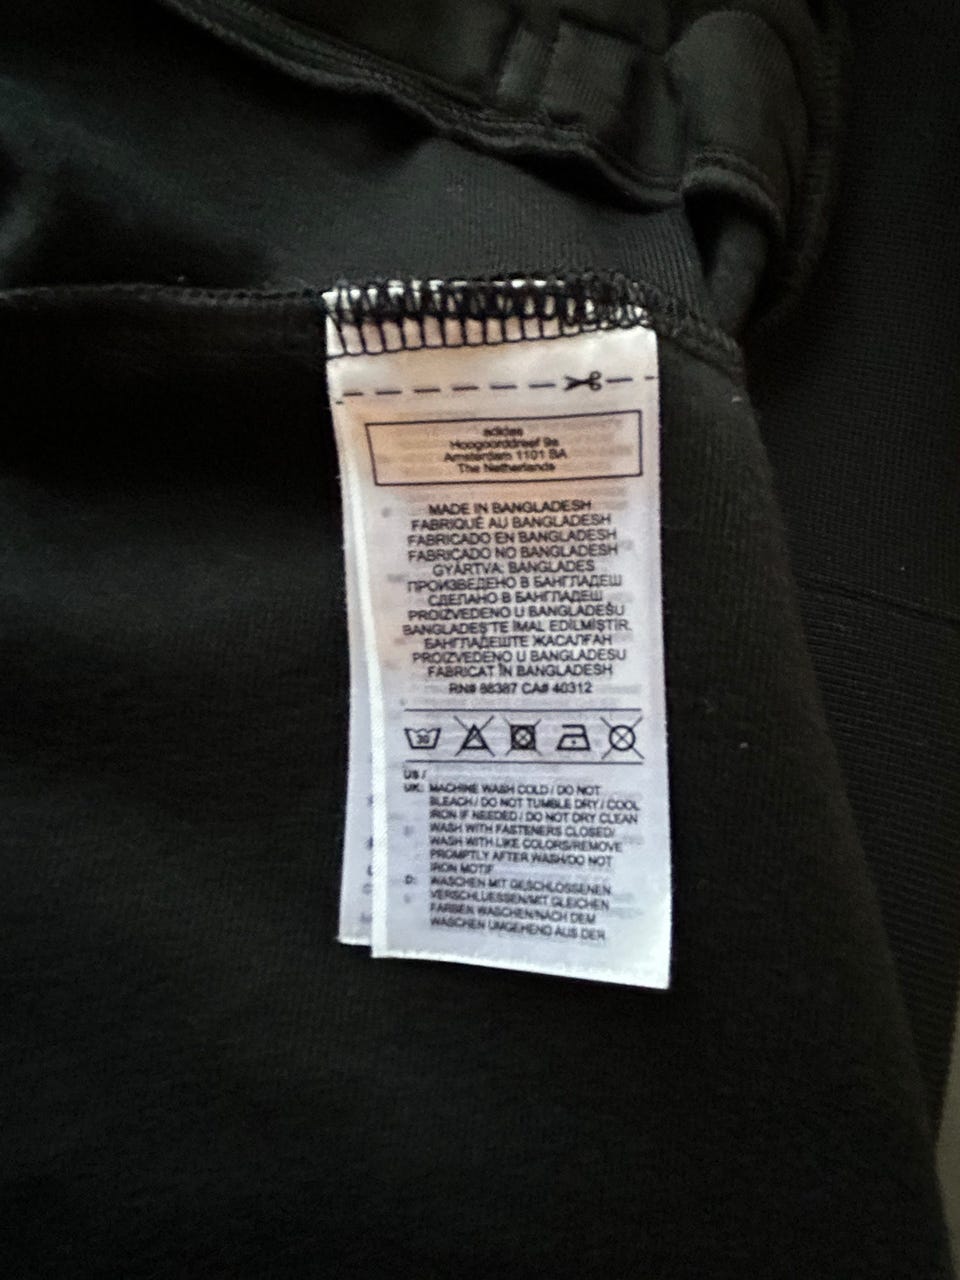 adidas
Hoogoorddreef 9a
Amsterdam 1101 BA
The Netherlands
MADE IN BANGLADESH
FABRIQUÉ AU BANGLADESH
FABRICADO EN BANGLADESH
FABRICADO NO BANGLADESH
GYÁRTVA: BANGLADES
ПРОИЗВЕДЕНО В БАНГЛАДЕШ
СДЕЛАНО В БАНГЛАДЕШ
PROIZVEDENO U BANGLADEŠU
BANGLADEŞ'TE İMAL EDİLMİŞTİR.
БАНГЛАДЕШТЕ ЖАСАЛҒАН
PROIZVEDENO U BANGLADESU
FABRICAT ÎN BANGLADESH
RN# 88387 CA# 40312
30
US /
UK: MACHINE WASH COLD / DO NOT
BLEACH / DO NOT TUMBLE DRY / COOL
IRON IF NEEDED / DO NOT DRY CLEAN
WASH WITH FASTENERS CLOSED/
WASH WITH LIKE COLORS/REMOVE
PROMPTLY AFTER WASH/DO NOT
IRON MOTIF
D: WASCHEN MIT GESCHLOSSENEN
VERSCHLUESSEN/MIT GLEICHEN
FARBEN WASCHEN/NACH DEM
WASCHEN UMGEHEND AUS DER